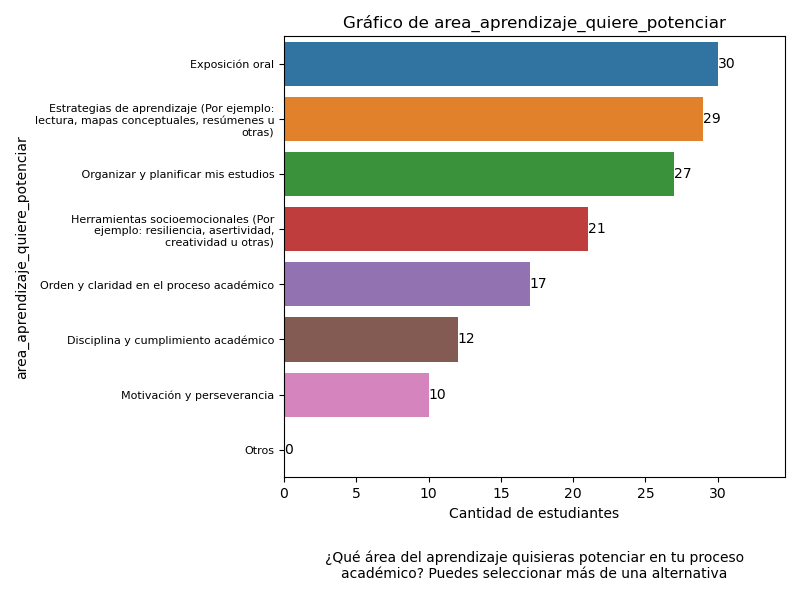 Gráfico de area_aprendizaje_quiere_potenciar
area_aprendizaje_quiere_potenciar
Exposición oral
30
Estrategias de aprendizaje (Por ejemplo:
lectura, mapas conceptuales, resúmenes u
otras)
29
Organizar y planificar mis estudios
27
Herramientas socioemocionales (Por
ejemplo: resiliencia, asertividad,
creatividad u otras)
21
Orden y claridad en el proceso académico
17
Disciplina y cumplimiento académico
12
Motivación y perseverancia
10
Otros
0
0 5 10 15 20 25 30
Cantidad de estudiantes
¿Qué área del aprendizaje quisieras potenciar en tu proceso
académico? Puedes seleccionar más de una alternativa